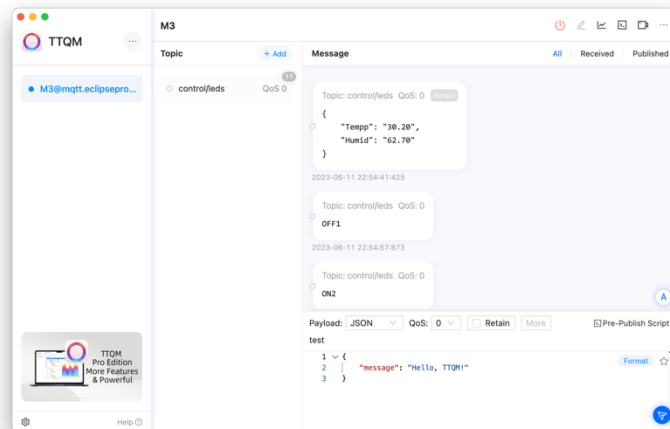 TTQM
M3@mqtt.eclipsepro...
TTQM
Pro Edition
More Features
& Powerful
Help
M3
Topic
+ Add
11
control/leds QoS 0
Message
All Received Published
Topic: control/leds QoS: 0 Retain
{
"Tempp": "30.20",
"Humid": "62.70"
}
2023-06-11 22:54:41:425
Topic: control/leds QoS: 0
OFF1
2023-06-11 22:54:57:673
Topic: control/leds QoS: 0
ON2
A
Payload: JSON QoS: 0 Retain More Pre-Publish Script
test
1 {
2 "message": "Hello, TTQM!"
3 }
Format